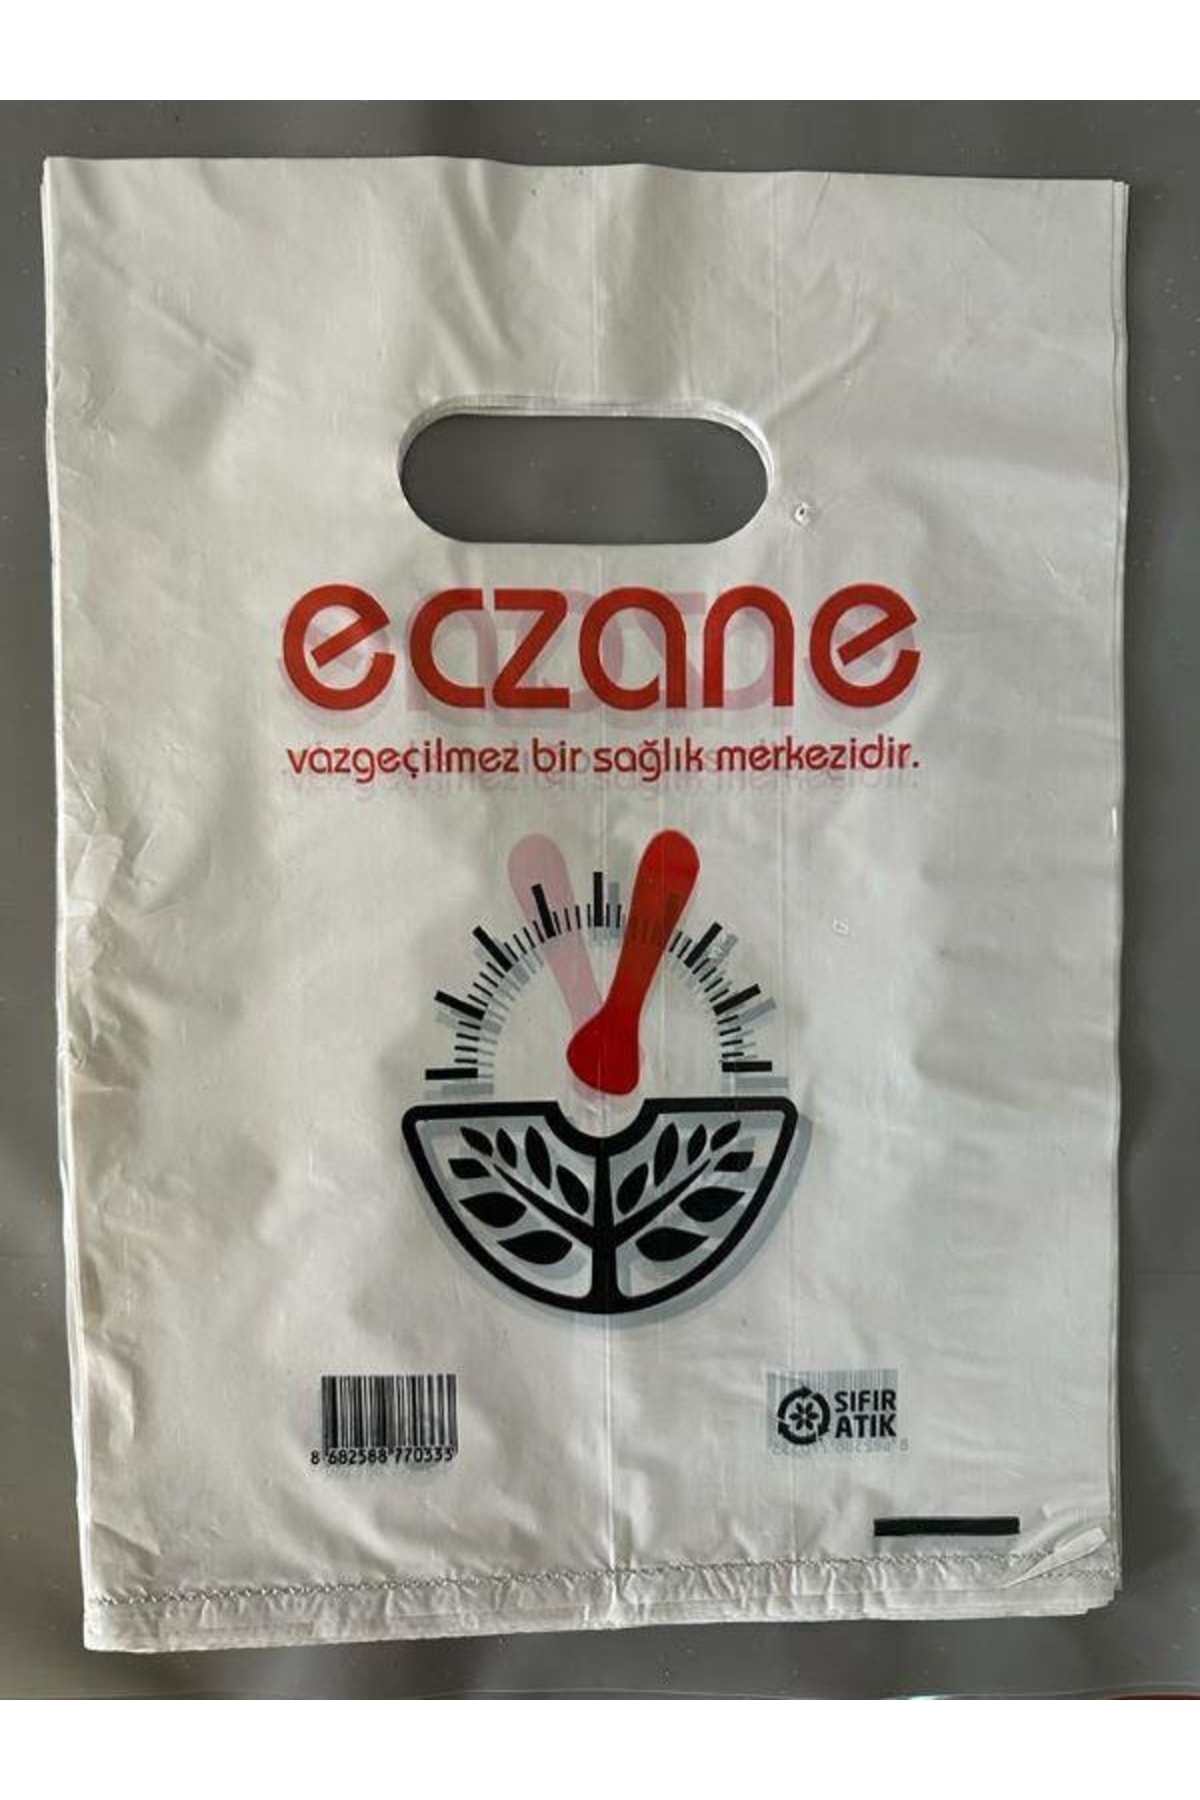 eczane
vazgeçilmez bir sağlık merkezidir.
8 682588 770333
SIFIR
ATIK